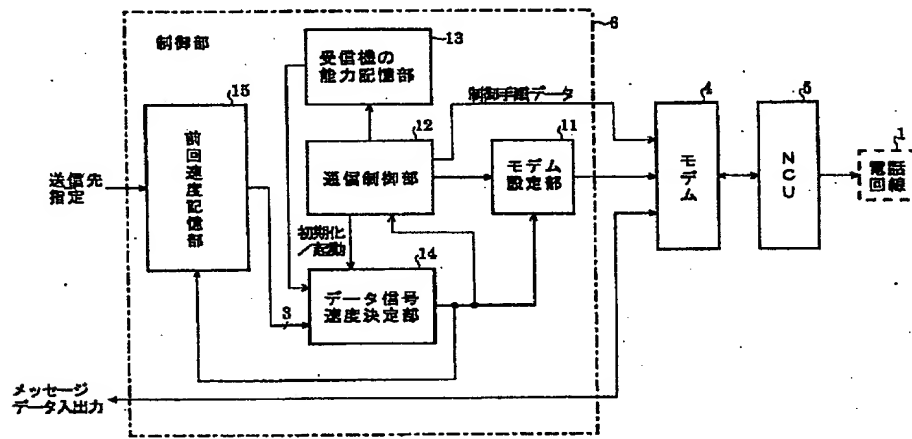 制御部
6
13
受信機の
能力記憶部
15
前回速度記憶部
制御手順データ
4
モデム
5
NCU
1
電話
回線
12
通信制御部
11
モデム
設定部
送信先
指定
初期化
/起動
14
データ信号
速度決定部
3
メッセージ
データ入出力